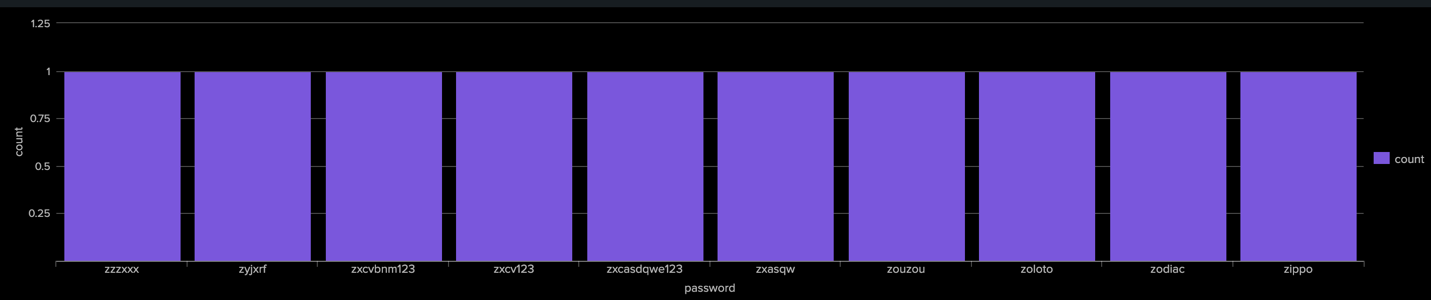 1.25
1
0.75
0.5
0.25
count
zzzxxx
zyjxrf
zxcvbnm123
zxcv123
zxcasdqwe123
zxasqw
zouzou
zoloto
zodiac
zippo
password
count